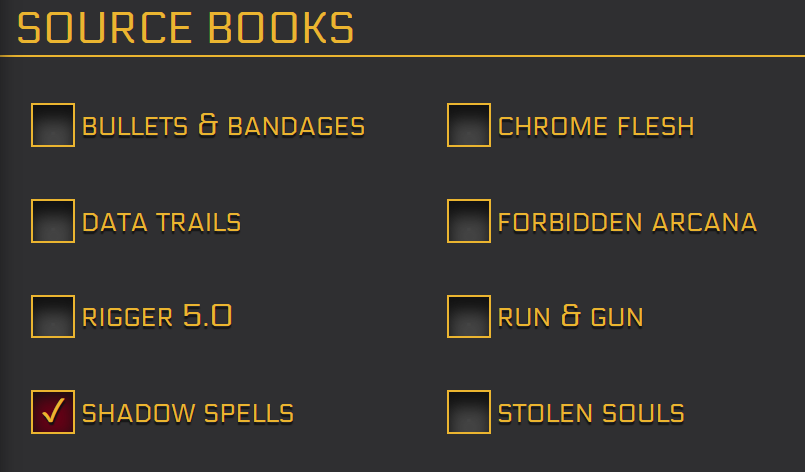 SOURCE BOOKS
BULLETS & BANDAGES
CHROME FLESH
DATA TRAILS
FORBIDDEN ARCANA
RIGGER 5.0
RUN & GUN
SHADOW SPELLS
STOLEN SOULS